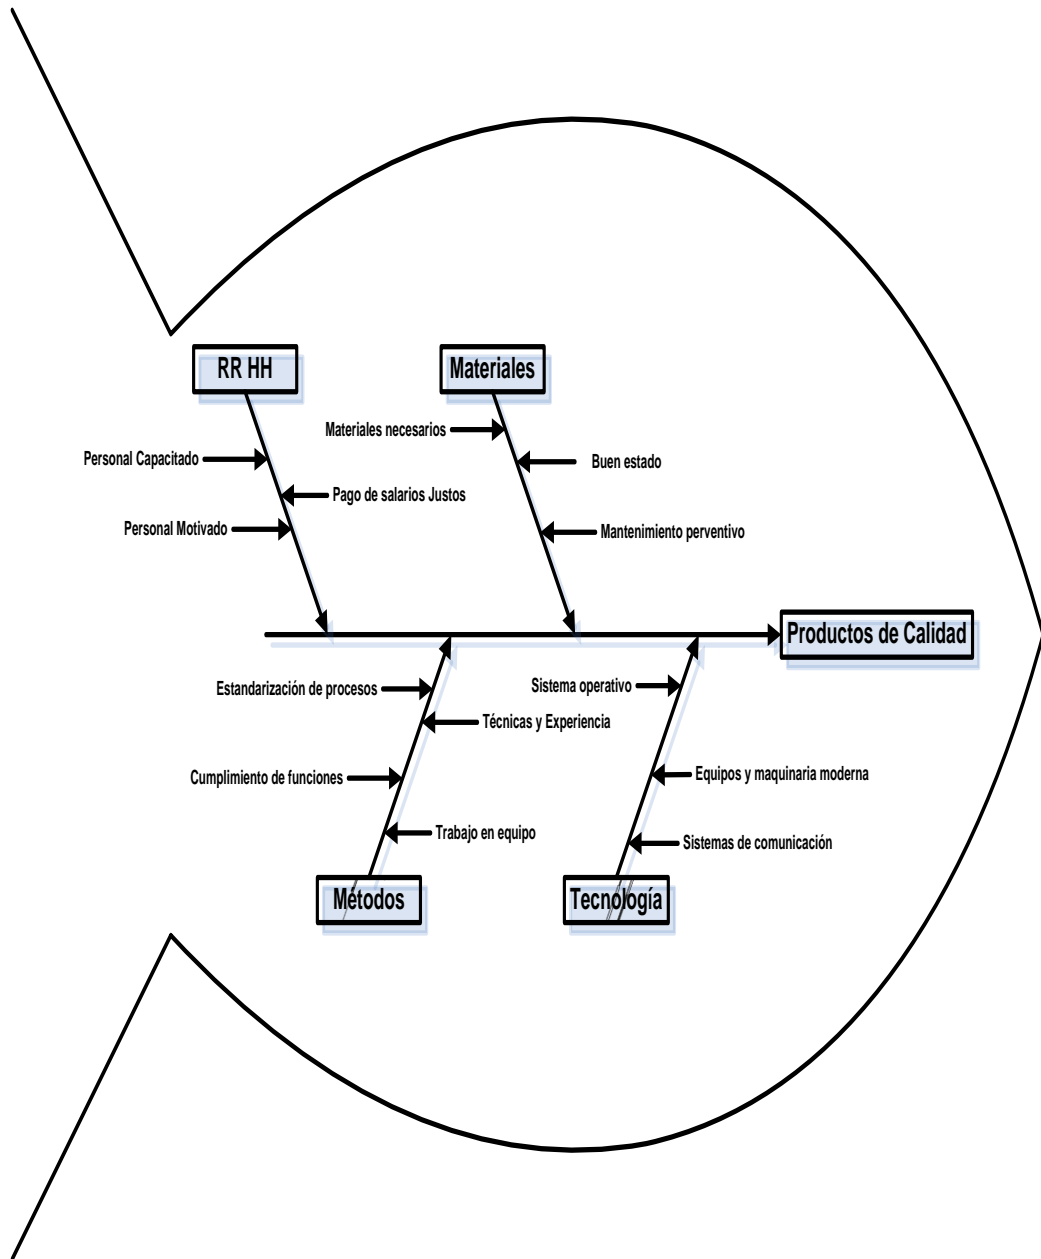 RR HH
Materiales
Materiales necesarios
Personal Capacitado
Buen estado
Pago de salarios Justos
Personal Motivado
Mantenimiento perventivo
Productos de Calidad
Estandarización de procesos
Sistema operativo
Técnicas y Experiencia
Cumplimiento de funciones
Equipos y maquinaria moderna
Trabajo en equipo
Sistemas de comunicación
Métodos
Tecnología